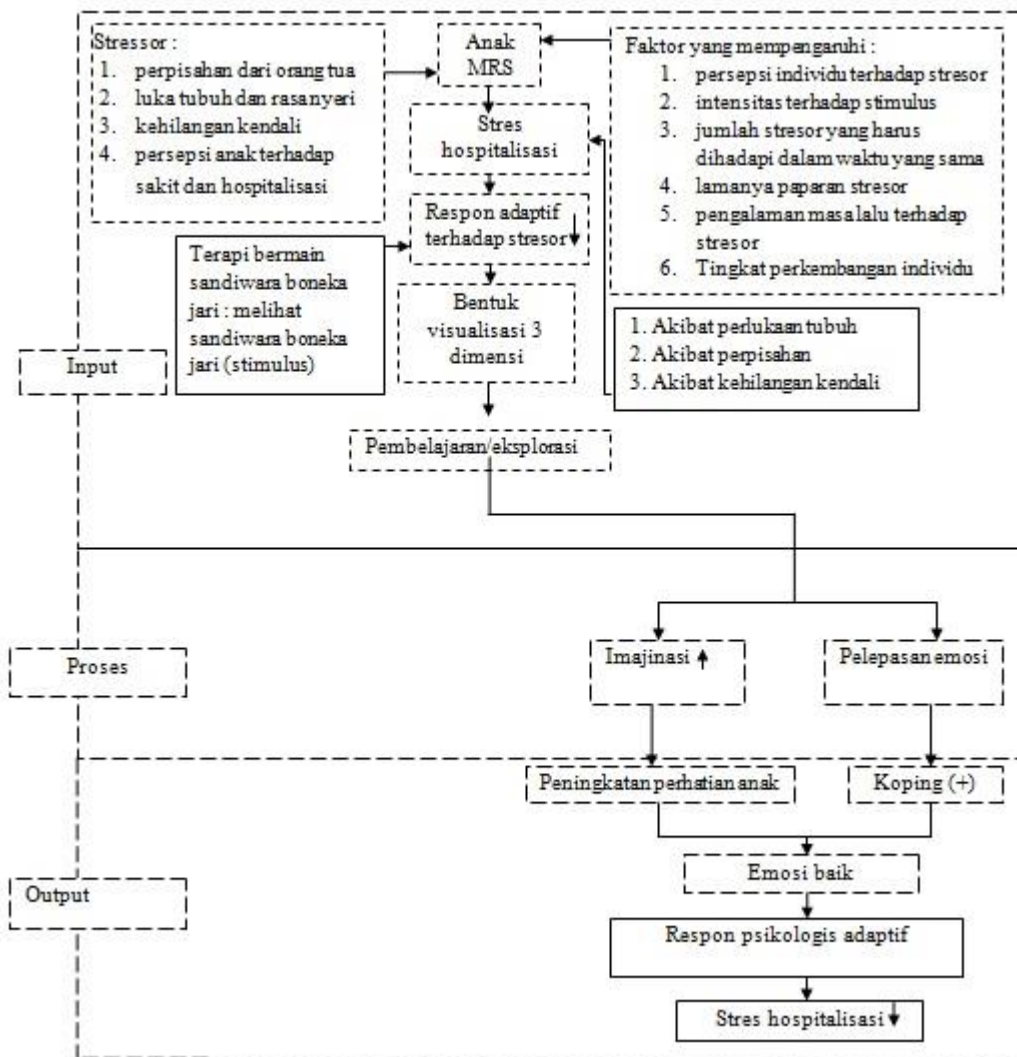 Stressor :
1. perpisahan dari orang tua
2. luka tubuh dan rasa nyeri
3. kehilangan kendali
4. persepsi anak terhadap
sakit dan hospitalisasi
Anak
MRS
Faktor yang mempengaruhi :
1. persepsi individu terhadap stresor
2. intensitas terhadap stimulus
3. jumlah stresor yang harus
dihadapi dalam waktu yang sama
4. lamanya paparan stresor
5. pengalaman masa lalu terhadap
stresor
6. Tingkat perkembangan individu
Stres
hospitalisasi
Respon adaptif
terhadap stresor
Terapi bermain
sandiwara boneka
jari : melihat
sandiwara boneka
jari (stimulus)
Bentuk
visualisasi 3
dimensi
1. Akibat perlukaan tubuh
2. Akibat perpisahan
3. Akibat kehilangan kendali
Input
Pembelajaran/eksplorasi
Proses
Imajinasi
Pelepasan emosi
Peningkatan perhatian anak
Koping (+)
Output
Emosi baik
Respon psikologis adaptif
Stres hospitalisasi